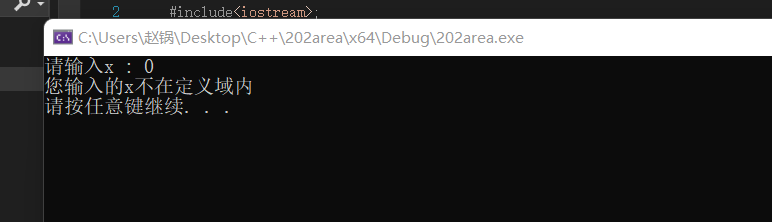 2 #include<iostream>;
C:\Users\赵锅\Desktop\C++\202area\x64\Debug\202area.exe
请输入x : 0
您输入的x不在定义域内
请按任意键继续. . .